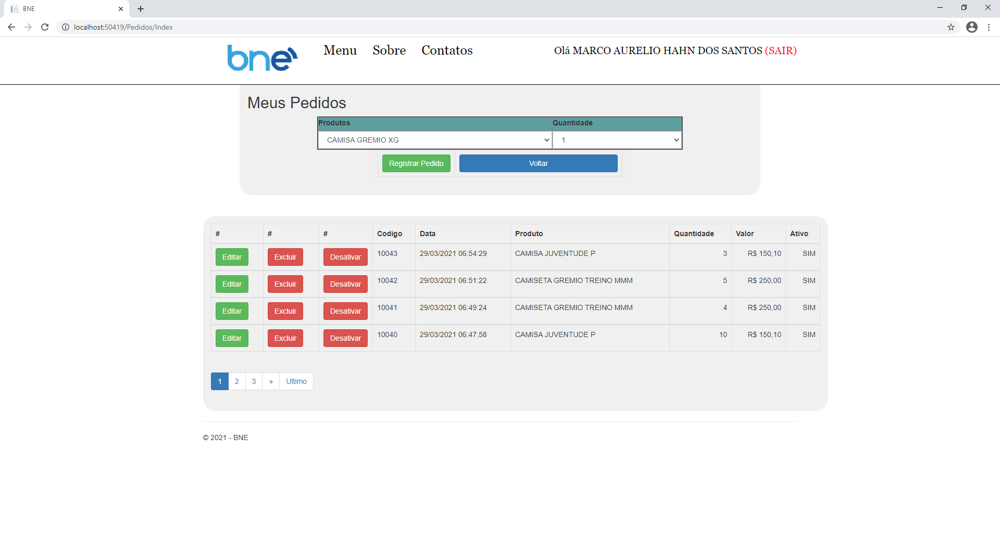 BNE
localhost:50419/Pedidos/Index
bne Menu Sobre Contatos Olá MARCO AURELIO HAHN DOS SANTOS (SAIR)
Meus Pedidos
Produtos Quantidade
CAMISA GREMIO XG 1
Registrar Pedido Voltar
# # # Codigo Data Produto Quantidade Valor Ativo
Editar Excluir Desativar 10043 29/03/2021 06:54:29 CAMISA JUVENTUDE P 3 R$ 150,10 SIM
Editar Excluir Desativar 10042 29/03/2021 06:51:22 CAMISETA GREMIO TREINO MMM 5 R$ 250,00 SIM
Editar Excluir Desativar 10041 29/03/2021 06:49:24 CAMISETA GREMIO TREINO MMM 4 R$ 250,00 SIM
Editar Excluir Desativar 10040 29/03/2021 06:47:58 CAMISA JUVENTUDE P 10 R$ 150,10 SIM
1 2 3 » Ultimo
© 2021 - BNE